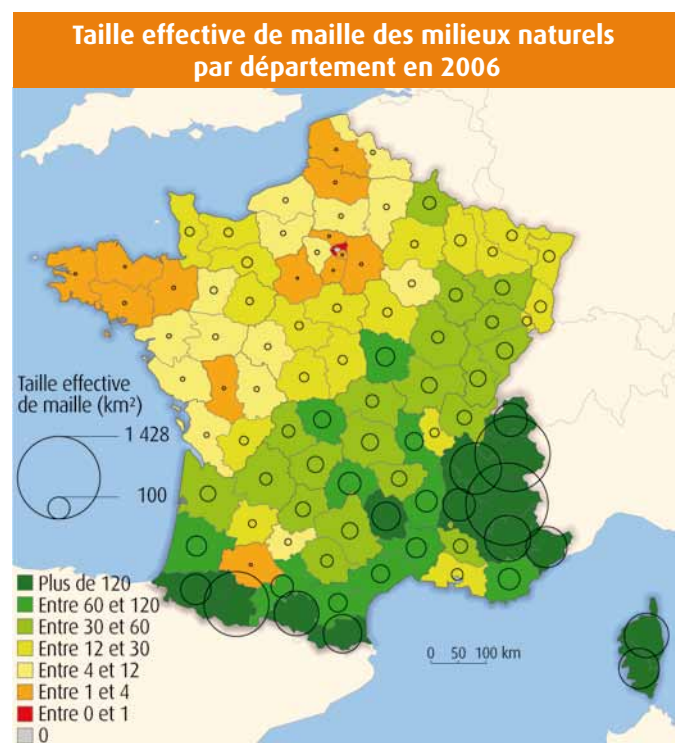 Taille effective de maille des milieux naturels
par département en 2006
Taille effective
de maille (km²)
1 428
100
Plus de 120
Entre 60 et 120
Entre 30 et 60
Entre 12 et 30
Entre 4 et 12
Entre 1 et 4
Entre 0 et 1
0
0 50 100 km